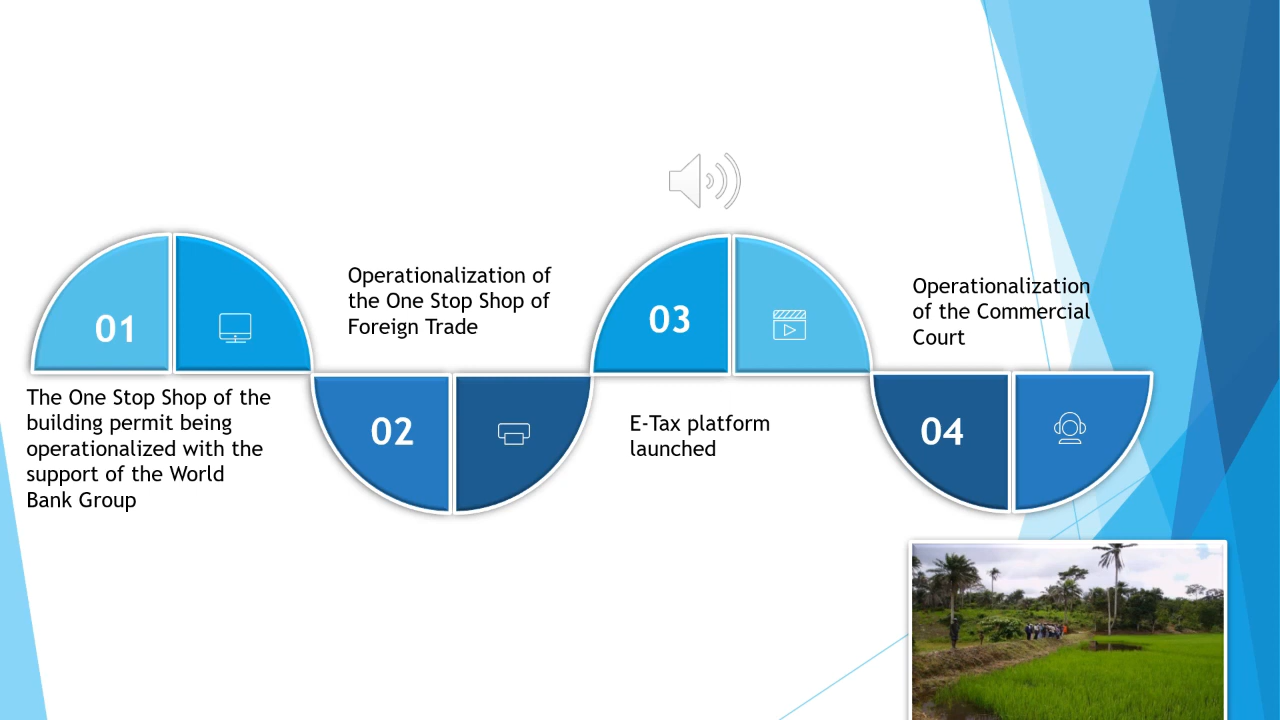 01
The One Stop Shop of the
building permit being
operationalized with the
support of the World
Bank Group
Operationalization of
the One Stop Shop of
Foreign Trade
02
03
E-Tax platform
launched
Operationalization
of the Commercial
Court
04